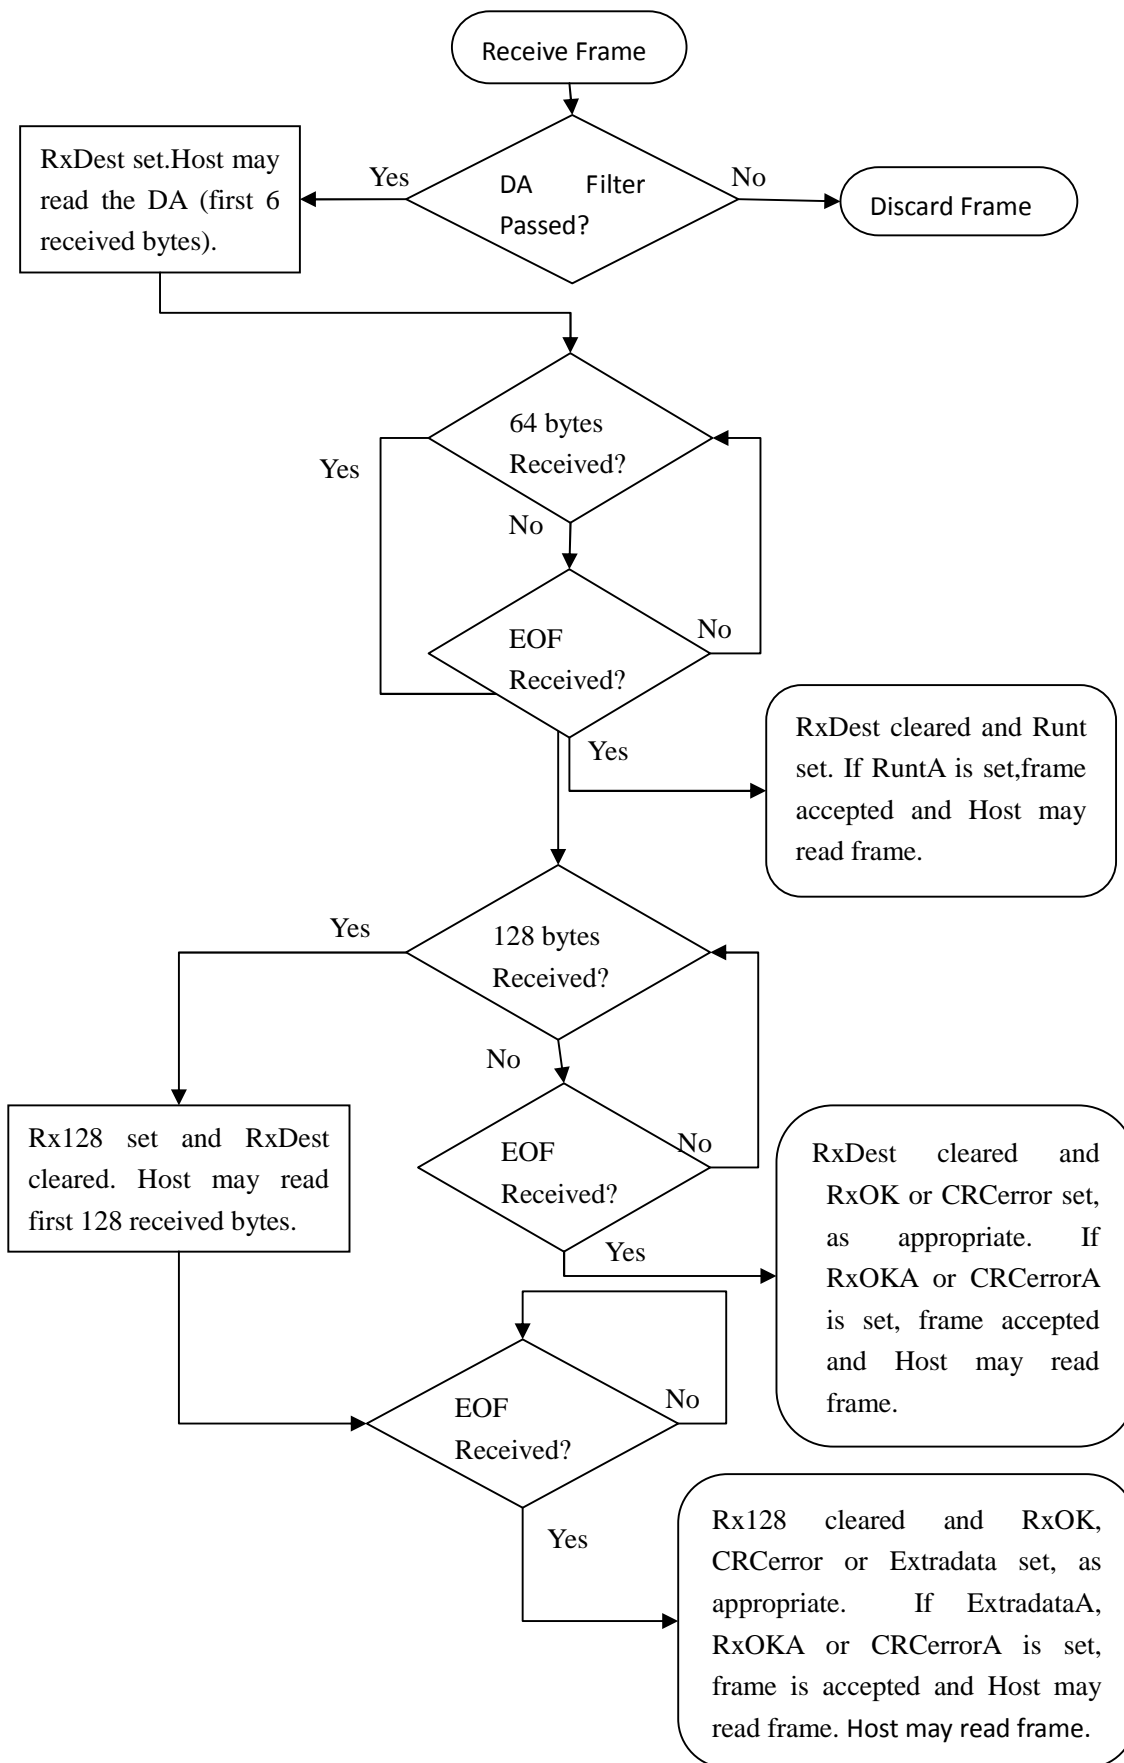 Receive Frame
RxDest set.Host may
read the DA (first 6
received bytes).
Yes
DA Filter
Passed?
No
Discard Frame
64 bytes
Received?
Yes
No
EOF
Received?
No
Yes
RxDest cleared and Runt
set. If RuntA is set,frame
accepted and Host may
read frame.
Yes
128 bytes
Received?
No
Rx128 set and RxDest
cleared. Host may read
first 128 received bytes.
EOF
Received?
No
Yes
RxDest cleared and
RxOK or CRCerror set,
as appropriate. If
RxOKA or CRCerrorA
is set, frame accepted
and Host may read
frame.
EOF
Received?
No
Yes
Rx128 cleared and RxOK,
CRCerror or Extradata set, as
appropriate. If ExtradataA,
RxOKA or CRCerrorA is set,
frame is accepted and Host may
read frame. Host may read frame.